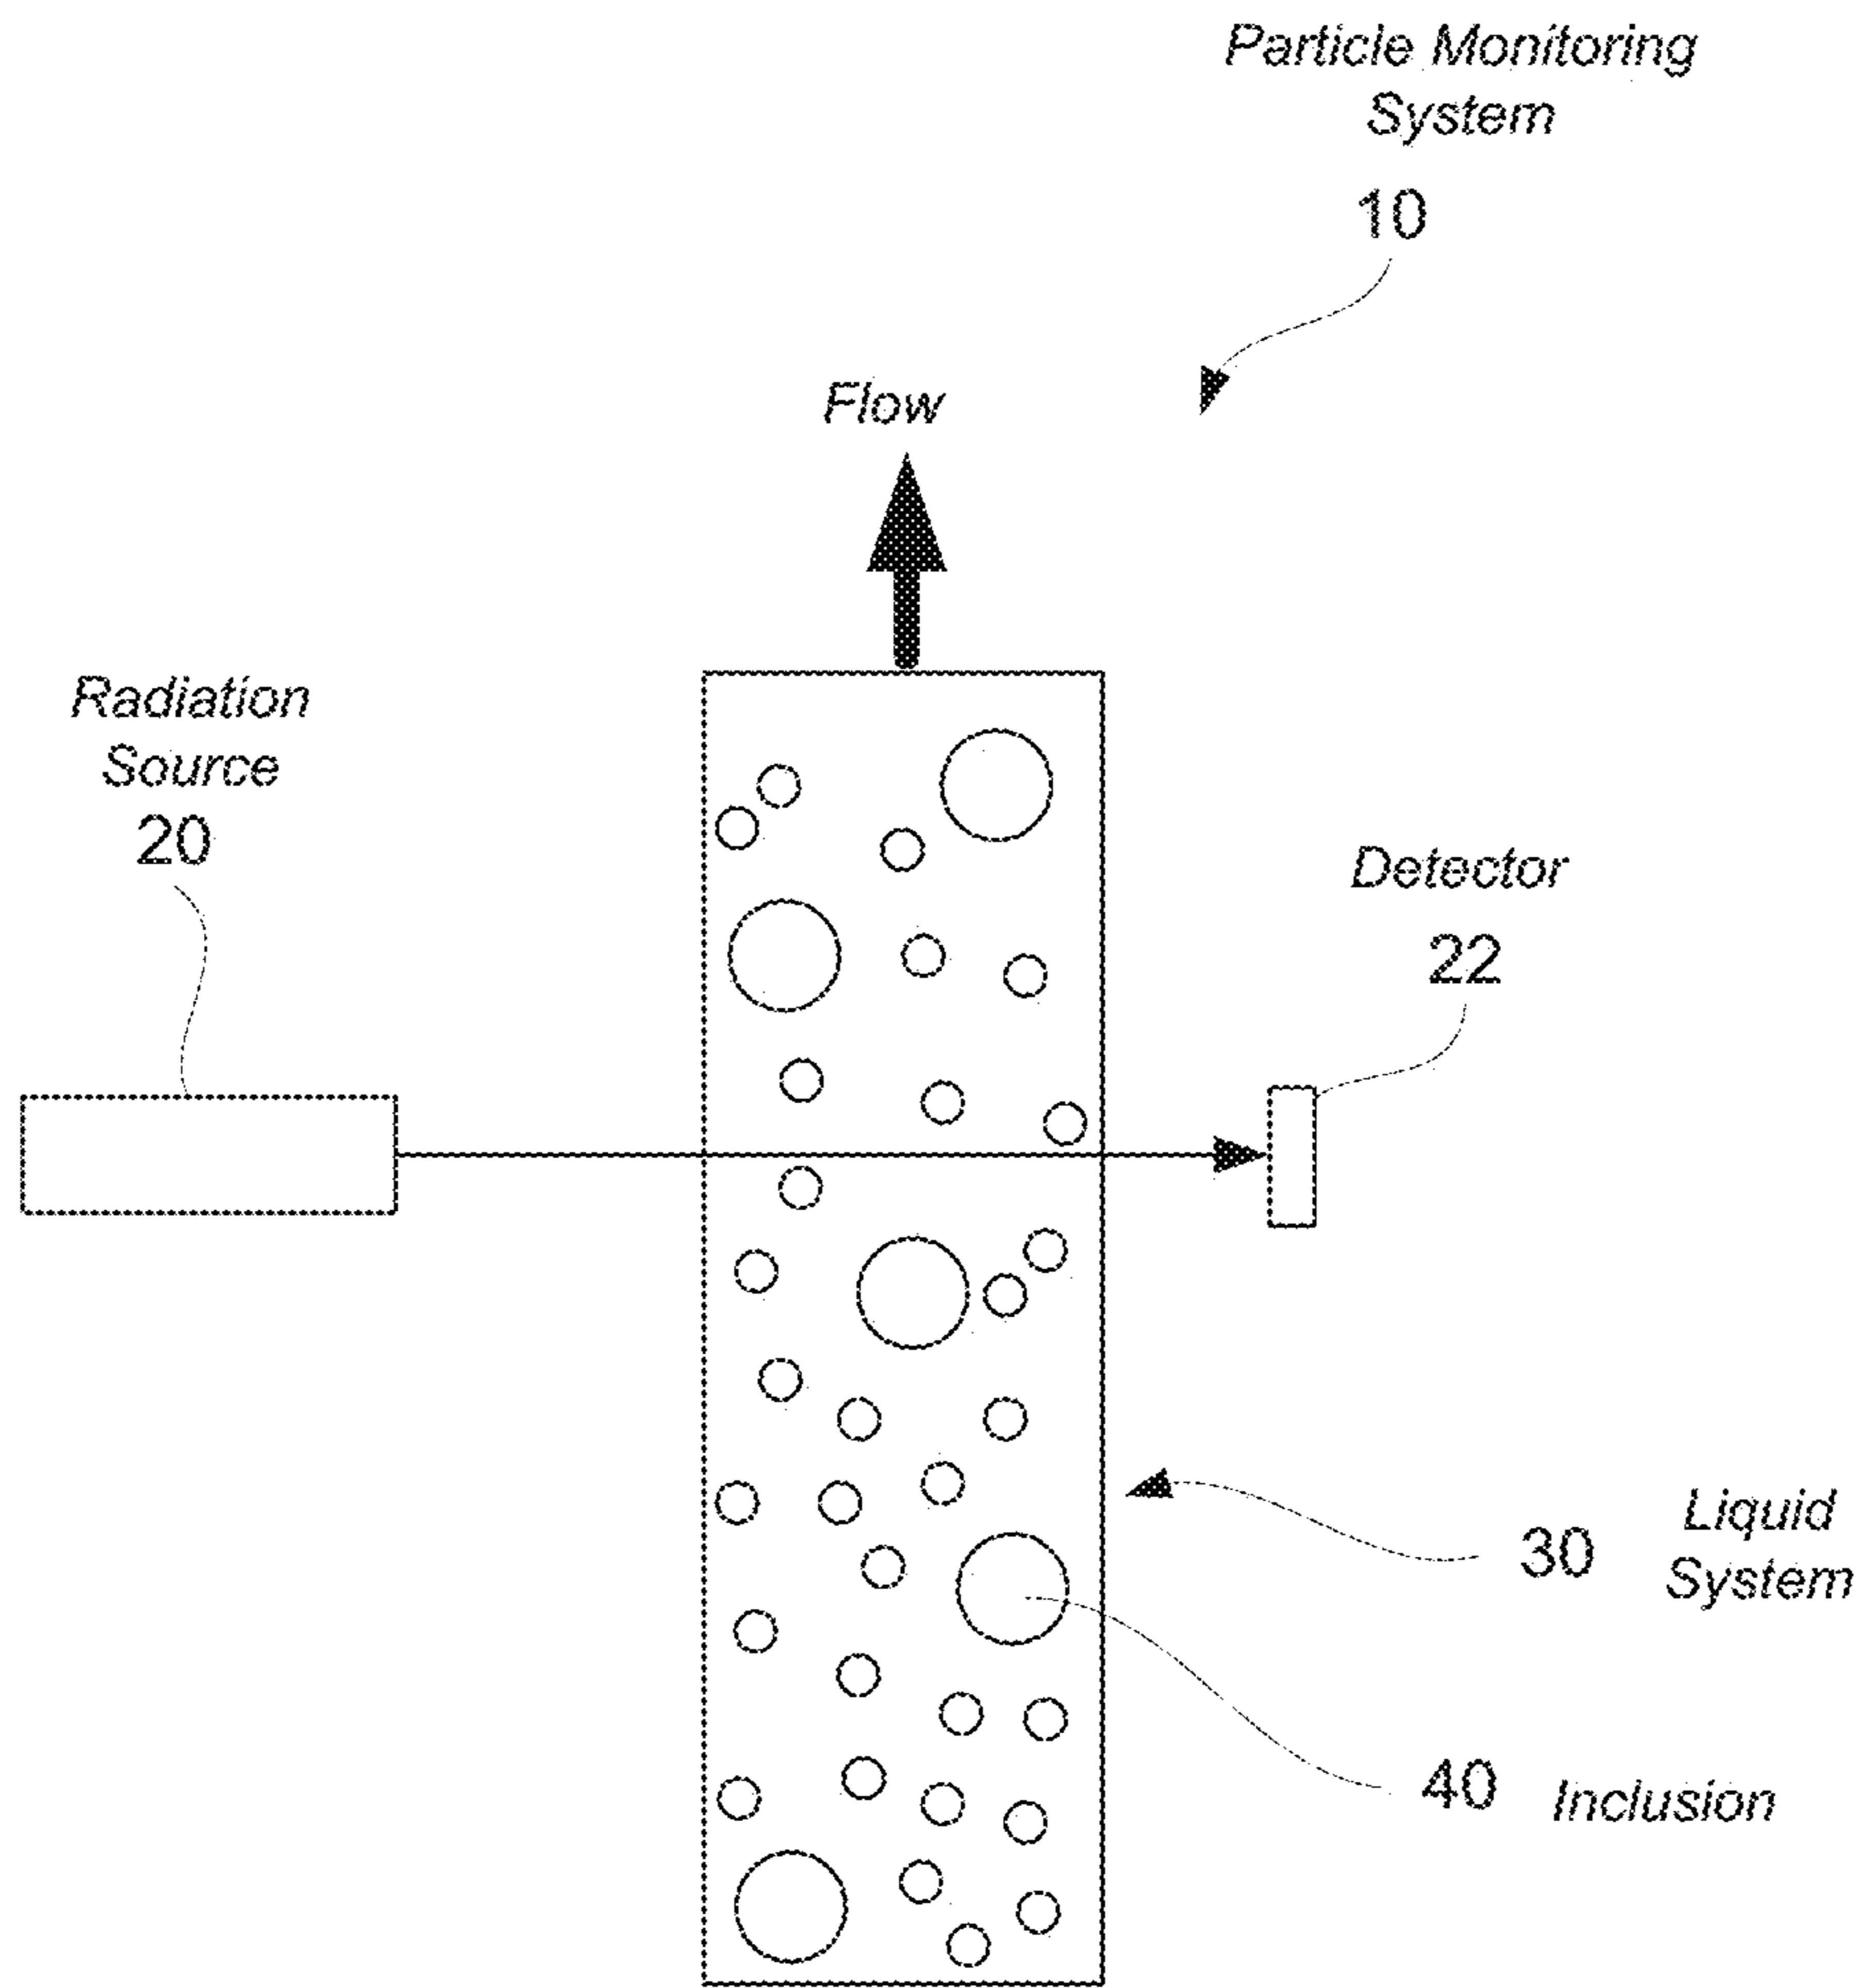 Particle Monitoring
System
10
Flow
Radiation
Source
20
Detector
22
Liquid
30
System
40 Inclusion